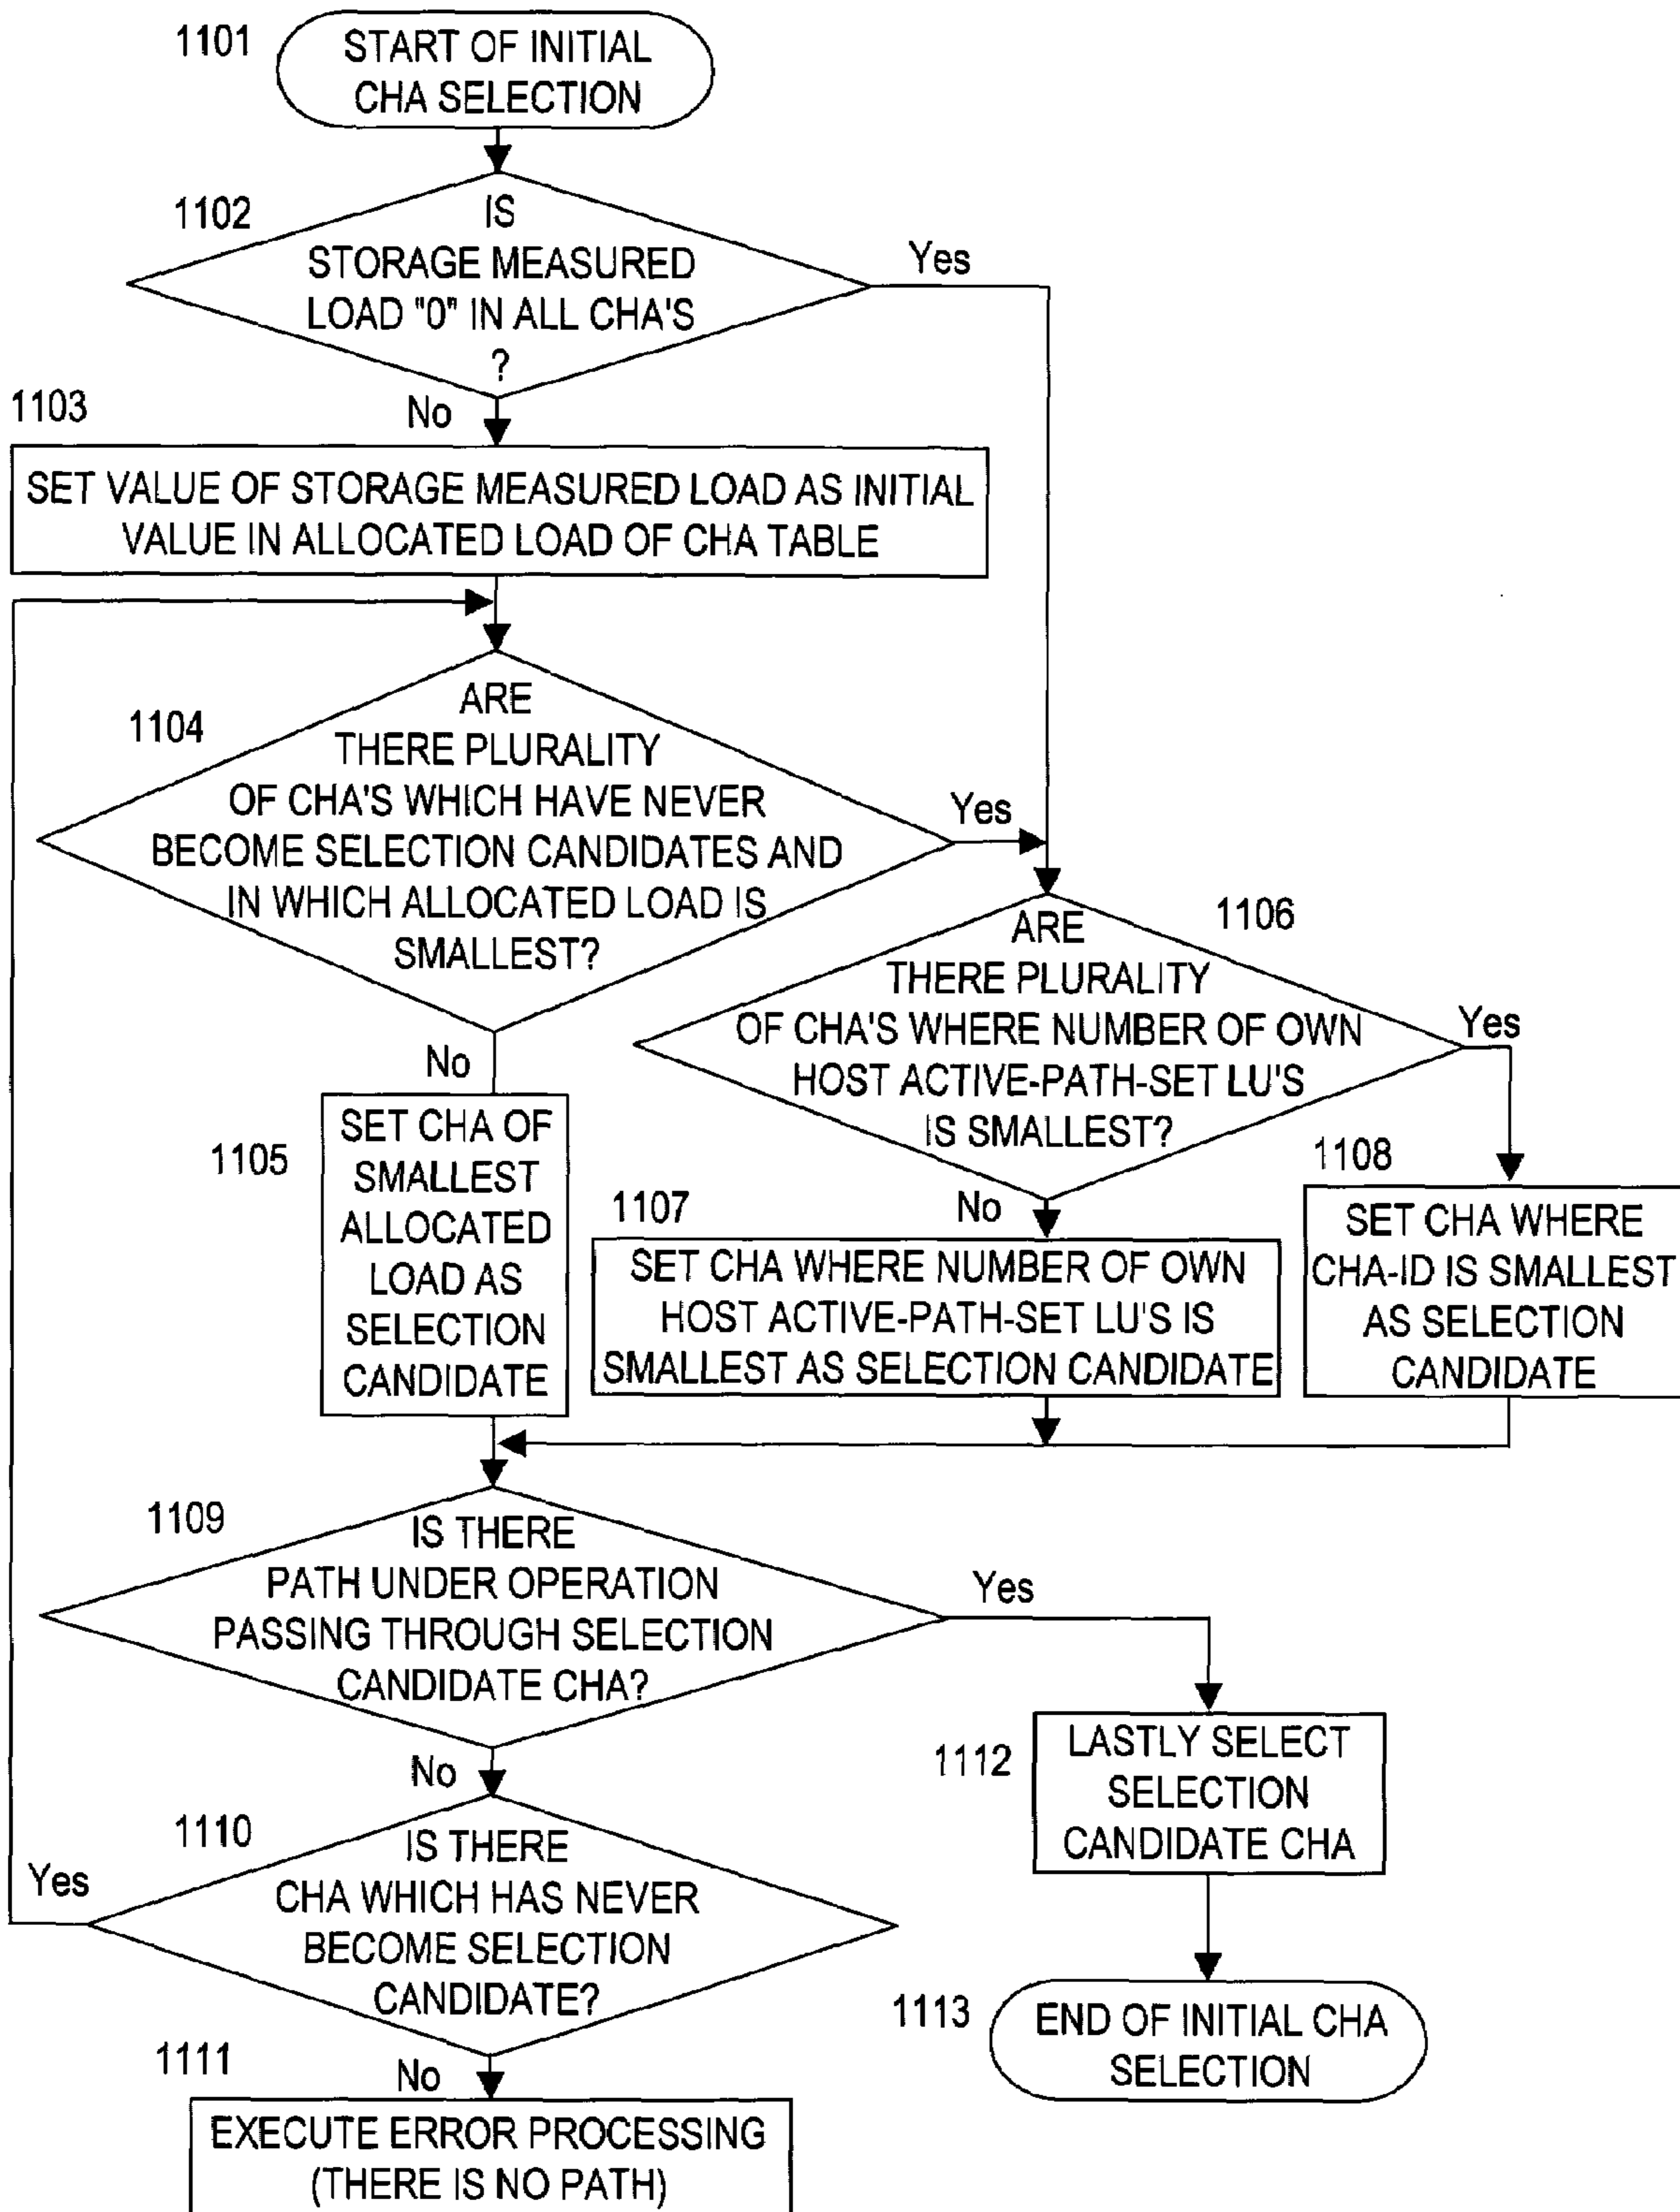 1101
START OF INITIAL
CHA SELECTION
1102
IS
STORAGE MEASURED
LOAD "0" IN ALL CHA'S
?
Yes
No
1103
SET VALUE OF STORAGE MEASURED LOAD AS INITIAL
VALUE IN ALLOCATED LOAD OF CHA TABLE
1104
ARE
THERE PLURALITY
OF CHA'S WHICH HAVE NEVER
BECOME SELECTION CANDIDATES AND
IN WHICH ALLOCATED LOAD IS
SMALLEST?
Yes
No
1105
SET CHA OF
SMALLEST
ALLOCATED
LOAD AS
SELECTION
CANDIDATE
1106
ARE
THERE PLURALITY
OF CHA'S WHERE NUMBER OF OWN
HOST ACTIVE-PATH-SET LU'S
IS SMALLEST?
Yes
No
1107
SET CHA WHERE NUMBER OF OWN
HOST ACTIVE-PATH-SET LU'S IS
SMALLEST AS SELECTION CANDIDATE
1108
SET CHA WHERE
CHA-ID IS SMALLEST
AS SELECTION
CANDIDATE
1109
IS THERE
PATH UNDER OPERATION
PASSING THROUGH SELECTION
CANDIDATE CHA?
Yes
No
1110
IS THERE
CHA WHICH HAS NEVER
BECOME SELECTION
CANDIDATE?
Yes
No
1111
EXECUTE ERROR PROCESSING
(THERE IS NO PATH)
1112
LASTLY SELECT
SELECTION
CANDIDATE CHA
1113
END OF INITIAL CHA
SELECTION